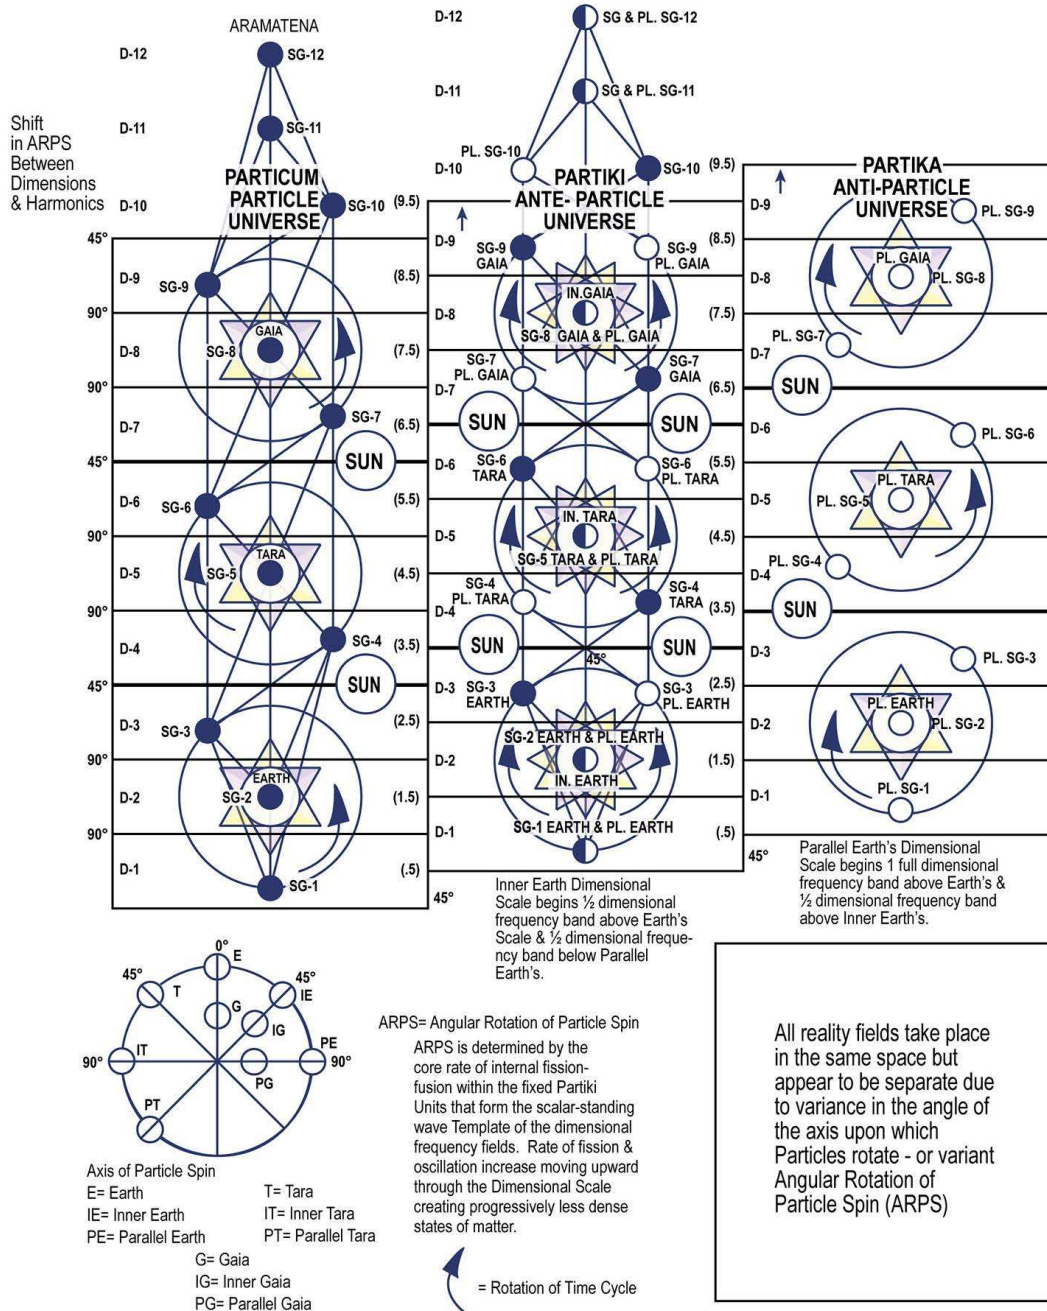 ARAMATENA
D-12
SG-12
D-11
SG-11
Shift
in ARPS
Between
Dimensions
& Harmonics
PARTICUM
PARTICLE
UNIVERSE
D-10
SG-10
(9.5)
45°
D-9
SG-9
(8.5)
90°
GAIA
D-8
SG-8
(7.5)
90°
SG-7
D-7
(6.5)
45°
SUN
D-6
SG-6
(5.5)
90°
TARA
D-5
SG-5
(4.5)
90°
SG-4
D-4
(3.5)
45°
SUN
D-3
SG-3
(2.5)
90°
EARTH
D-2
SG-2
(1.5)
90°
D-1
(.5)
SG-1
45°
D-12
SG & PL. SG-12
D-11
SG & PL. SG-11
PL. SG-10
D-10
SG-10
(9.5)
PARTIKI
ANTE- PARTICLE
UNIVERSE
D-9
SG-9
GAIA
SG-9
PL. GAIA
(8.5)
IN.GAIA
D-8
(7.5)
SG-8 GAIA & PL. GAIA
SG-7
PL. GAIA
SG-7
GAIA
D-7
(6.5)
SUN
SUN
D-6
SG-6
TARA
SG-6
PL. TARA
(5.5)
IN. TARA
D-5
(4.5)
SG-5 TARA & PL. TARA
SG-4
PL. TARA
SG-4
TARA
D-4
(3.5)
SUN
SUN
45°
D-3
SG-3
EARTH
SG-3
PL. EARTH
(2.5)
SG-2 EARTH & PL. EARTH
D-2
(1.5)
IN. EARTH
SG-1 EARTH & PL. EARTH
D-1
(.5)
45°
PARTIKA
ANTI-PARTICLE
UNIVERSE
D-9
PL. SG-9
(8.5)
PL. GAIA
D-8
PL. SG-8
(7.5)
PL. SG-7
D-7
(6.5)
SUN
D-6
PL. SG-6
(5.5)
PL. TARA
D-5
PL. SG-5
(4.5)
PL. SG-4
D-4
(3.5)
SUN
D-3
PL. SG-3
(2.5)
PL. EARTH
D-2
PL. SG-2
(1.5)
PL. SG-1
D-1
(.5)
Inner Earth Dimensional
Scale begins ½ dimensional
frequency band above Earth's
Scale & ½ dimensional freque-
ncy band below Parallel
Earth's.
Parallel Earth's Dimensional
Scale begins 1 full dimensional
frequency band above Earth's &
½ dimensional frequency band
above Inner Earth's.
0°
E
45°
T
45°
IE
G
IG
90°
IT
PE
90°
PG
PT
Axis of Particle Spin
E= Earth
T= Tara
IE= Inner Earth
IT= Inner Tara
PE= Parallel Earth
PT= Parallel Tara
G= Gaia
IG= Inner Gaia
PG= Parallel Gaia
ARPS= Angular Rotation of Particle Spin
ARPS is determined by the
core rate of internal fission-
fusion within the fixed Partiki
Units that form the scalar-standing
wave Template of the dimensional
frequency fields. Rate of fission &
oscillation increase moving upward
through the Dimensional Scale
creating progressively less dense
states of matter.
= Rotation of Time Cycle
All reality fields take place
in the same space but
appear to be separate due
to variance in the angle of
the axis upon which
Particles rotate - or variant
Angular Rotation of
Particle Spin (ARPS)